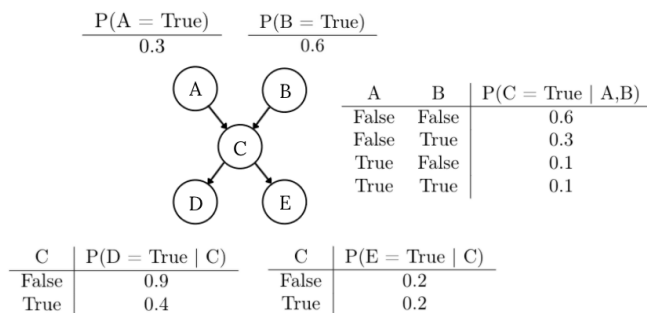 P(A = True)
0.3
P(B = True)
0.6
A
B
C
D
E
A B P(C = True | A,B)
False False 0.6
False True 0.3
True False 0.1
True True 0.1
C P(D = True | C)
False 0.9
True 0.4
C P(E = True | C)
False 0.2
True 0.2